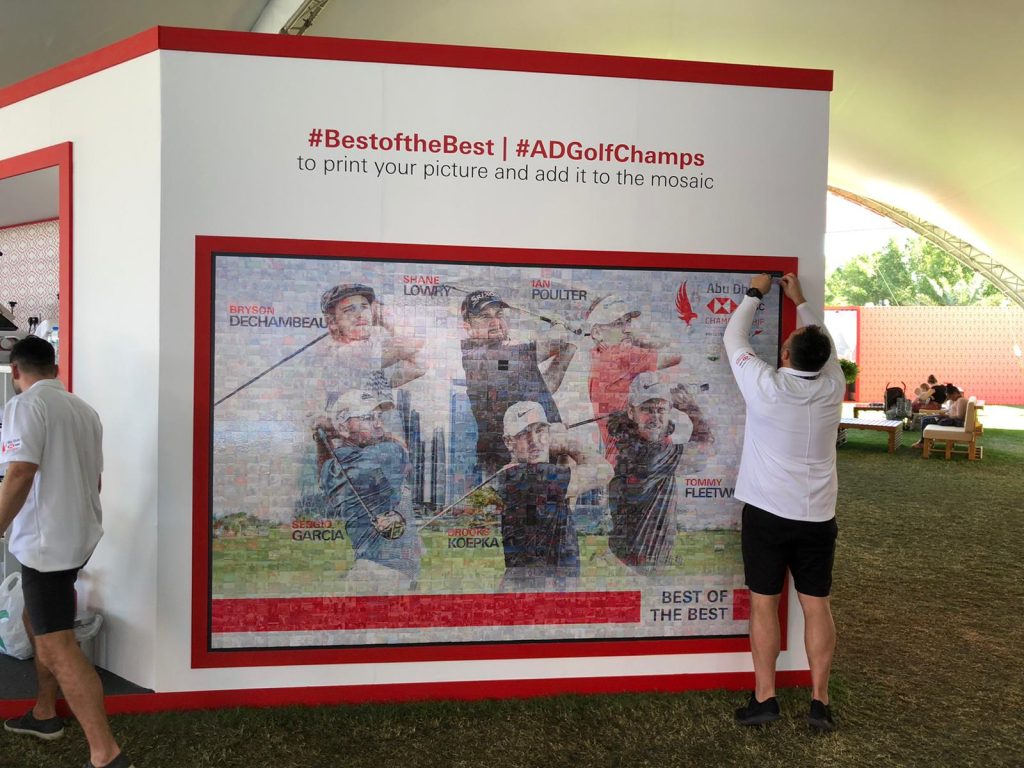 #BestoftheBest | #ADGolfChamps
to print your picture and add it to the mosaic
BRYSON
DECHAMBEAU
SHANE
LOWRY
IAN
POULTER
Abu Dh
SERGIO
GARCIA
BROOKS
KOEPKA
TOMMY
FLEETW
BEST OF
THE BEST